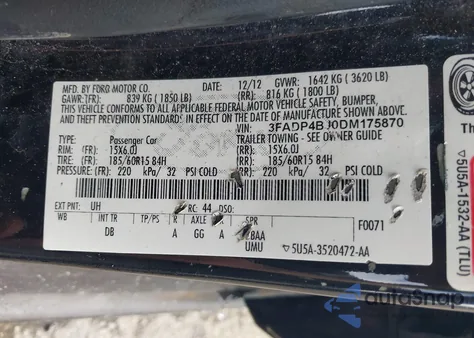 MFD. BY FORD MOTOR CO. DATE: 12/12 GVWR: 1642 KG ( 3620 LB)
GAWR: (FR) 839 KG ( 1850 LB) (RR) 816 KG ( 1800 LB)
THIS VEHICLE CONFORMS TO ALL APPLICABLE FEDERAL MOTOR VEHICLE SAFETY, BUMPER,
AND THEFT PREVENTION STANDARDS IN EFFECT ON THE DATE OF MANUFACTURE SHOWN ABOVE.
VIN: 3FADP4BJ0DM175870
TYPE: Passenger Car TRAILER TOWING - SEE OWNER GUIDE
RIMS: (FR) 15X6.0J (RR): 15X6.0J
TIRE: 185/60R15 84H 185/60R15 84H
PRESSURE: (FR) 220 kPa/ 32 PSI COLD (RR): 220 kPa/ 32 PSI COLD
EXT PNT: UH RC: 44 DSO:
WB INT TR TP/PS R AXLE SPR F0071
DB A GG A
UMU ▽5U5A-3520472-AA
▽5U5A-1532-AA (TLU)
autoSnap